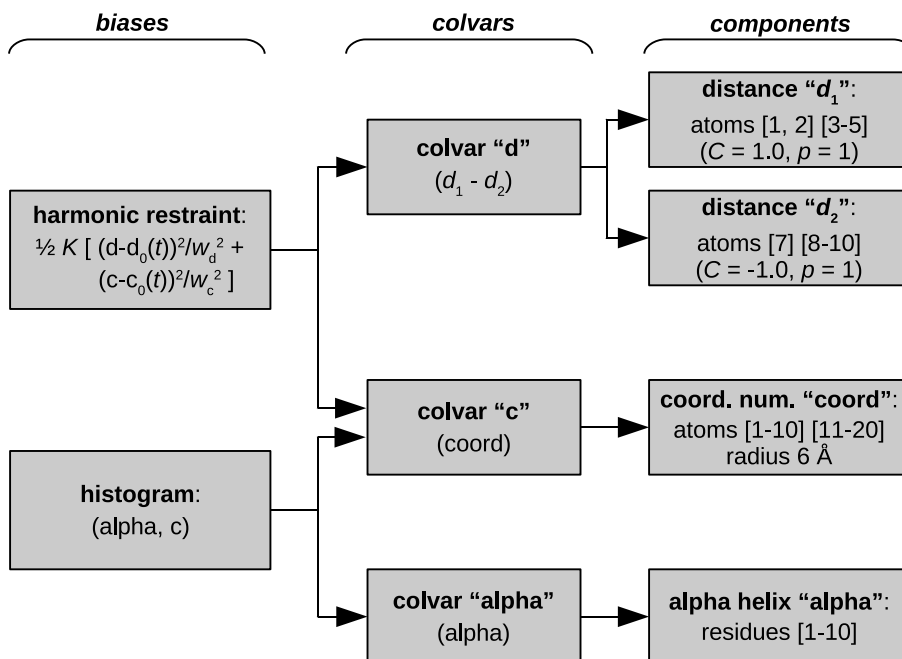 biases
colvars
components
harmonic restraint:
½ K [ (d-d₀(t))²/w_d² +
(c-c₀(t))²/w_c² ]
histogram:
(alpha, c)
colvar “d”
(d₁ - d₂)
colvar “c”
(coord)
colvar “alpha”
(alpha)
distance “d₁”:
atoms [1, 2] [3-5]
(C = 1.0, p = 1)
distance “d₂”:
atoms [7] [8-10]
(C = -1.0, p = 1)
coord. num. “coord”:
atoms [1-10] [11-20]
radius 6 Å
alpha helix “alpha”:
residues [1-10]